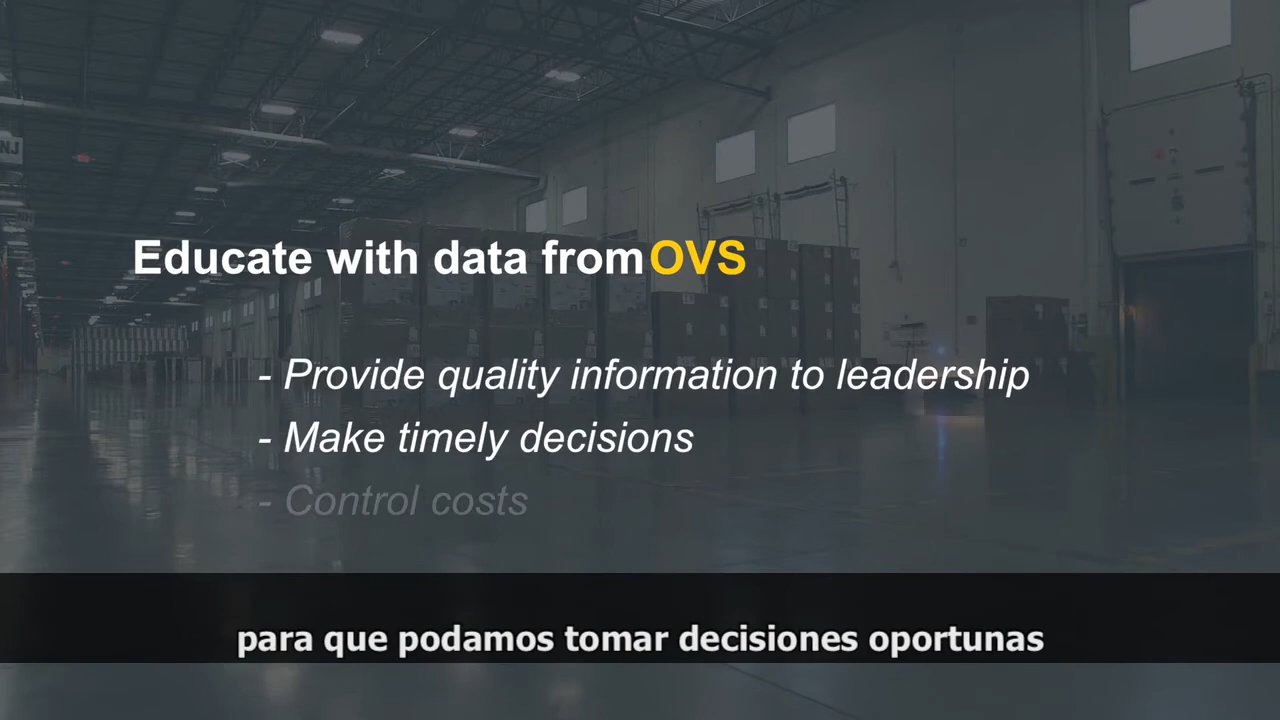 NJ
Educate with data from OVS
- Provide quality information to leadership
- Make timely decisions
- Control costs
para que podamos tomar decisiones oportunas